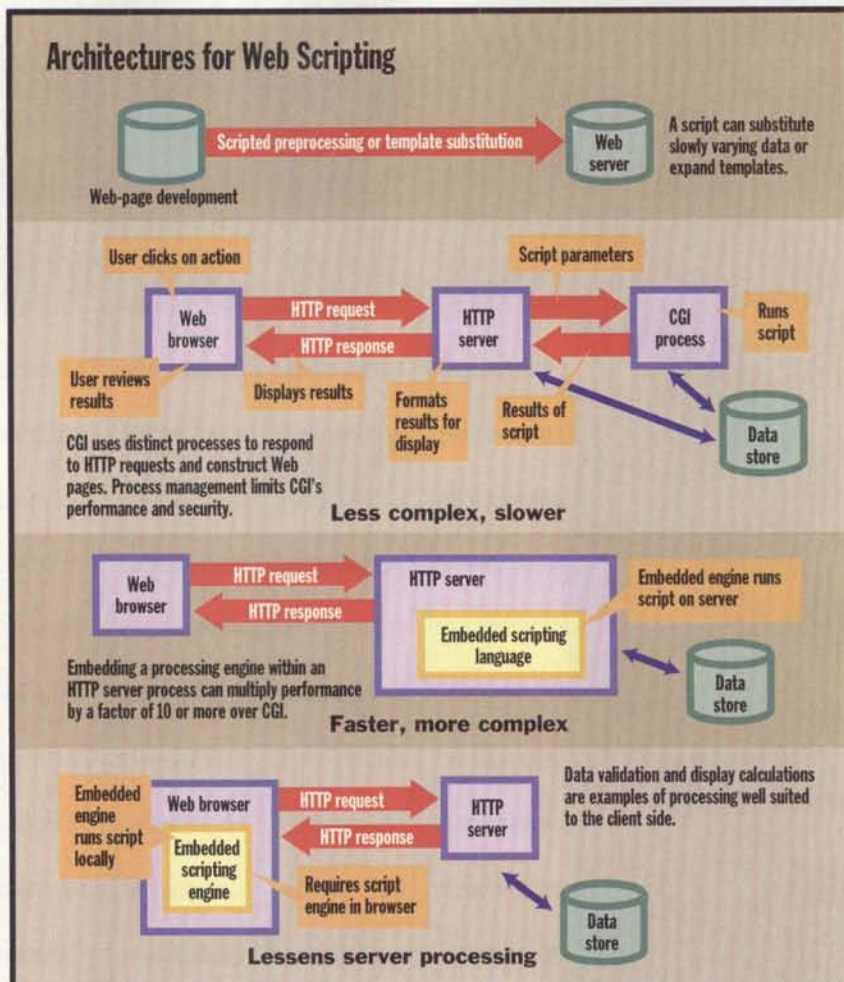 Architectures for Web Scripting
Scripted preprocessing or template substitution
Web-page development
Web
server
A script can substitute
slowly varying data or
expand templates.
User clicks on action
Script parameters
Web
browser
HTTP request
HTTP response
HTTP
server
CGI
process
Runs
script
User reviews
results
Displays results
Formats
results for
display
Results of
script
Data
store
CGI uses distinct processes to respond
to HTTP requests and construct Web
pages. Process management limits CGI's
performance and security.
Less complex, slower
Web
browser
HTTP request
HTTP response
HTTP server
Embedded scripting
language
Embedded engine runs
script on server
Data
store
Embedding a processing engine within an
HTTP server process can multiply performance
by a factor of 10 or more over CGI.
Faster, more complex
Embedded
engine
runs script
locally
Web browser
Embedded
scripting
engine
HTTP request
HTTP response
HTTP
server
Requires script
engine in browser
Data validation and display calculations
are examples of processing well suited
to the client side.
Data
store
Lessens server processing